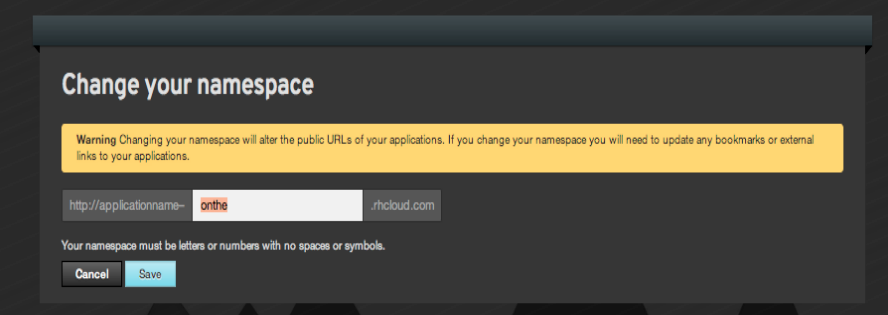 Change your namespace
Warning Changing your namespace will alter the public URLs of your applications. If you change your namespace you will need to update any bookmarks or external
links to your applications.
http://applicationname– onthe .rhcloud.com
Your namespace must be letters or numbers with no spaces or symbols.
Cancel Save